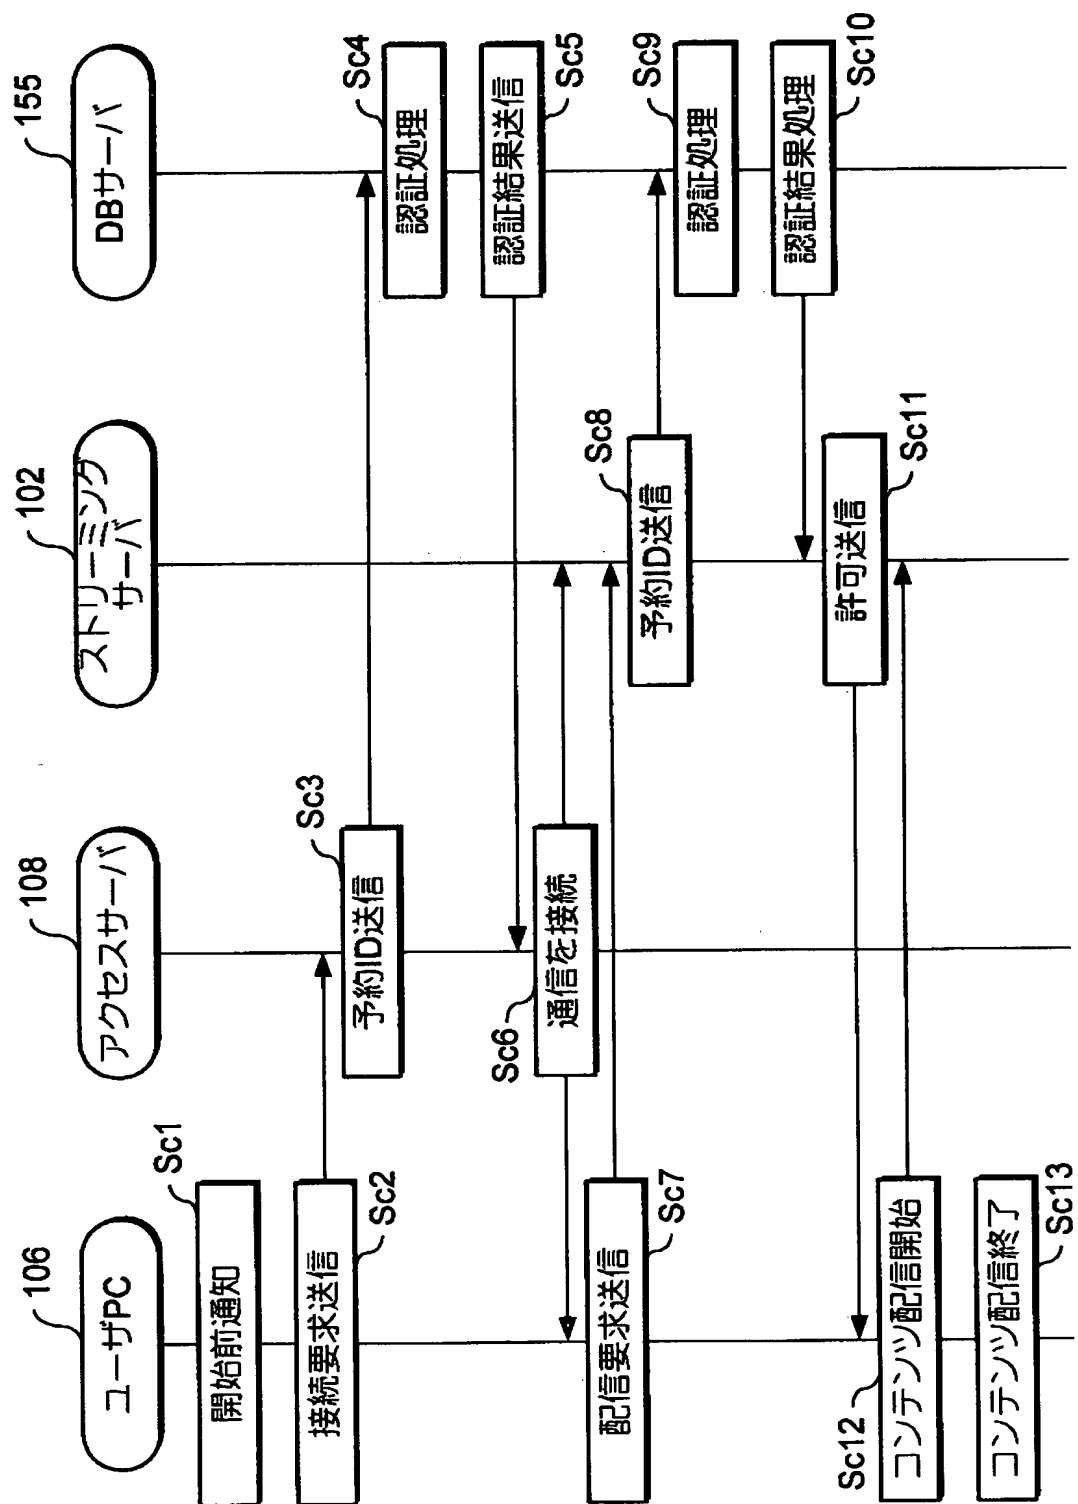 106
ユーザPC
108
アクセスサーバ
102
ストリーミング
サーバ
155
DBサーバ
Sc1
開始前通知
接続要求送信
Sc2
Sc3
予約ID送信
Sc4
認証処理
認証結果送信
Sc5
Sc6
通信を接続
配信要求送信
Sc7
Sc8
予約ID送信
Sc9
認証処理
認証結果処理
Sc10
許可送信
Sc11
Sc12
コンテンツ配信開始
コンテンツ配信終了
Sc13